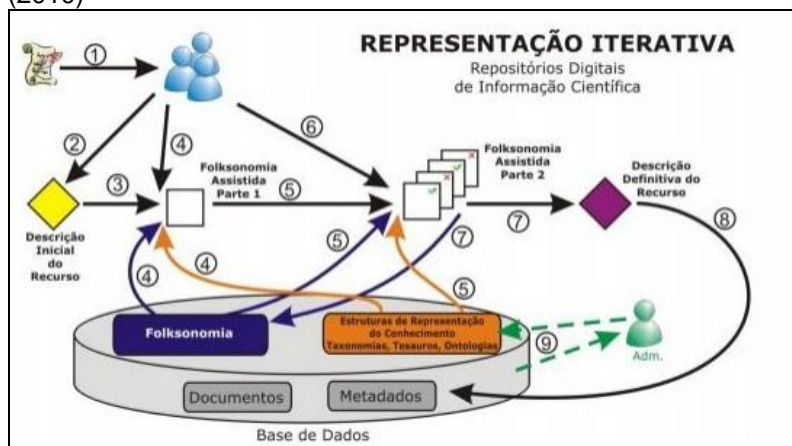 (2010)
REPRESENTAÇÃO ITERATIVA
Repositórios Digitais
de Informação Científica
1
2
4
6
3
Folksonomia
Assistida
Parte 1
5
Folksonomia
Assistida
Parte 2
7
Descrição
Definitiva do
Recurso
8
Descrição
Inicial
do
Recurso
4
4
5
7
5
Folksonomia
Estruturas de Representação
do Conhecimento
Taxonomias, Tesauros, Ontologias
9
Adm.
Documentos
Metadados
Base de Dados